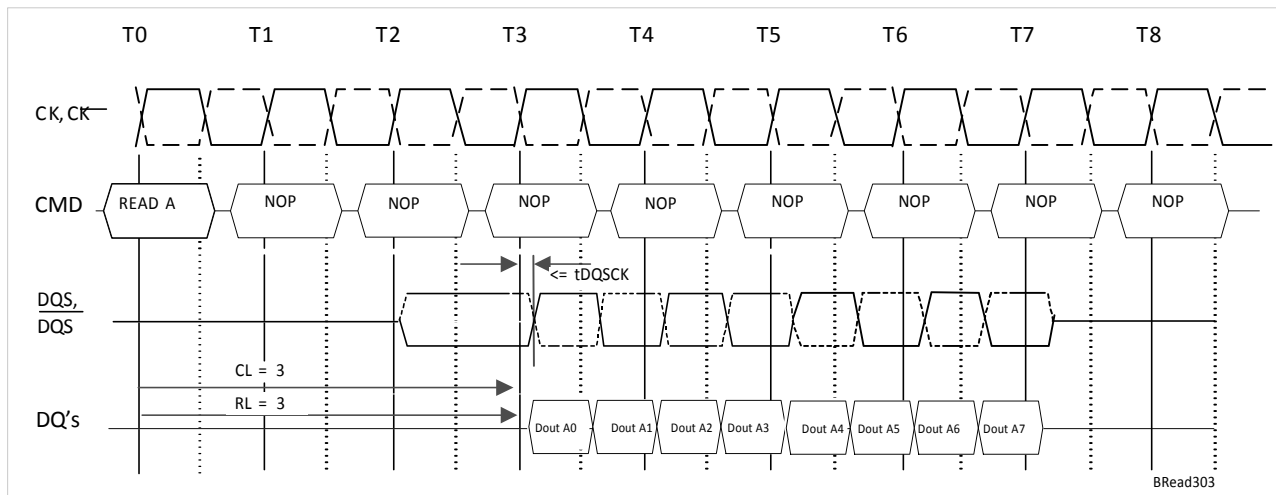 T0 T1 T2 T3 T4 T5 T6 T7 T8
CK, CK
CMD READ A NOP NOP NOP NOP NOP NOP NOP NOP
<= tDQSCK
DQS,
DQS
CL = 3
RL = 3
DQ's Dout A0 Dout A1 Dout A2 Dout A3 Dout A4 Dout A5 Dout A6 Dout A7
BRead303